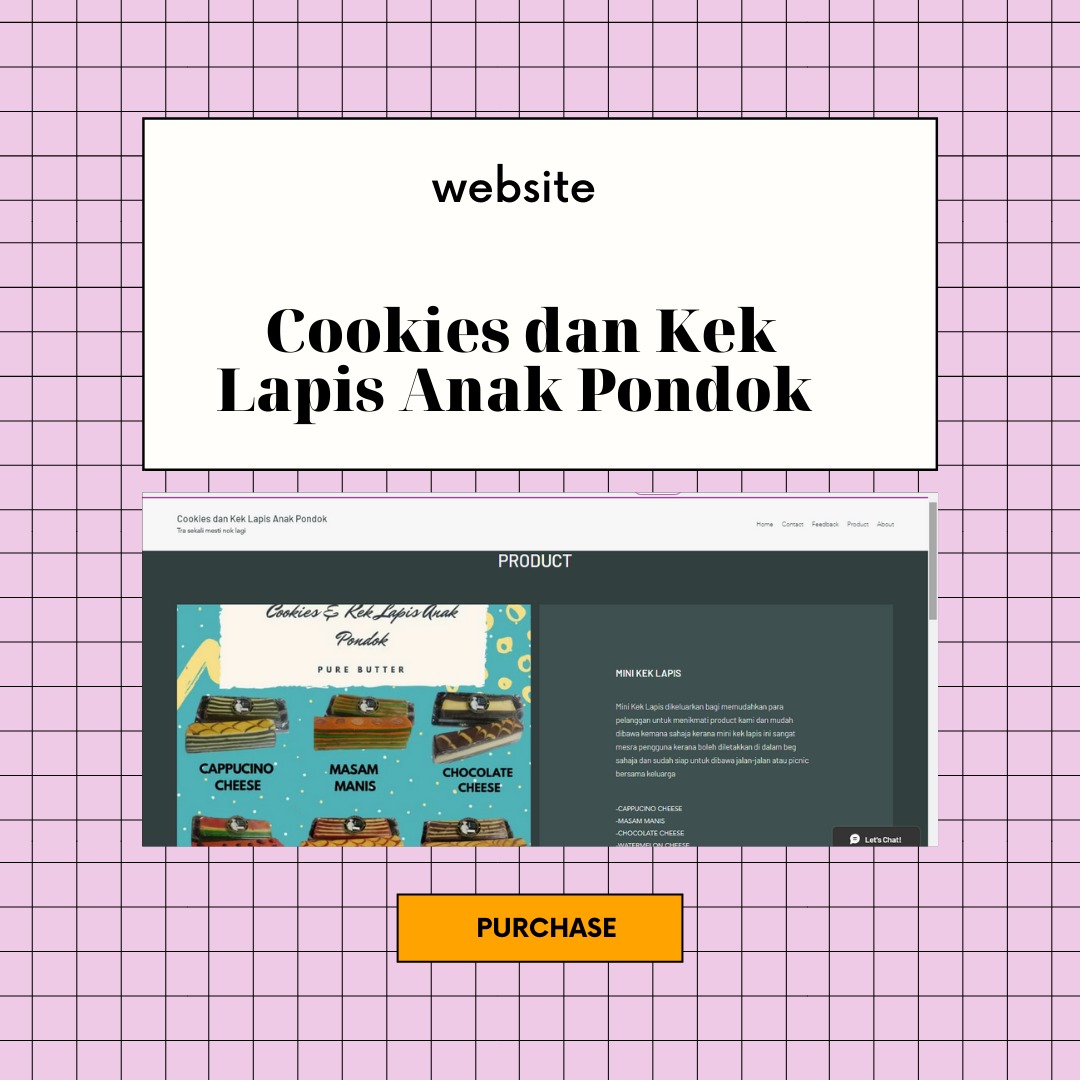 website
Cookies dan Kek
Lapis Anak Pondok
Cookies dan Kek Lapis Anak Pondok
Tra sekali mesti nok lagi
Home Contact Feedback Product About
PRODUCT
Cookies & Kek Lapis Anak
Pondok
PURE BUTTER
CAPPUCINO
CHEESE
MASAM
MANIS
CHOCOLATE
CHEESE
MINI KEK LAPIS
Mini Kek Lapis dikeluarkan bagi memudahkan para
pelanggan untuk menikmati product kami dan mudah
dibawa kemana sahaja kerana mini kek lapis ini sangat
mesra pengguna kerana boleh diletakkan di dalam beg
sahaja dan sudah siap untuk dibawa jalan-jalan atau picnic
bersama keluarga
-CAPPUCINO CHEESE
-MASAM MANIS
-CHOCOLATE CHEESE
-WATERMELON CHEESE
Let's Chat!
PURCHASE